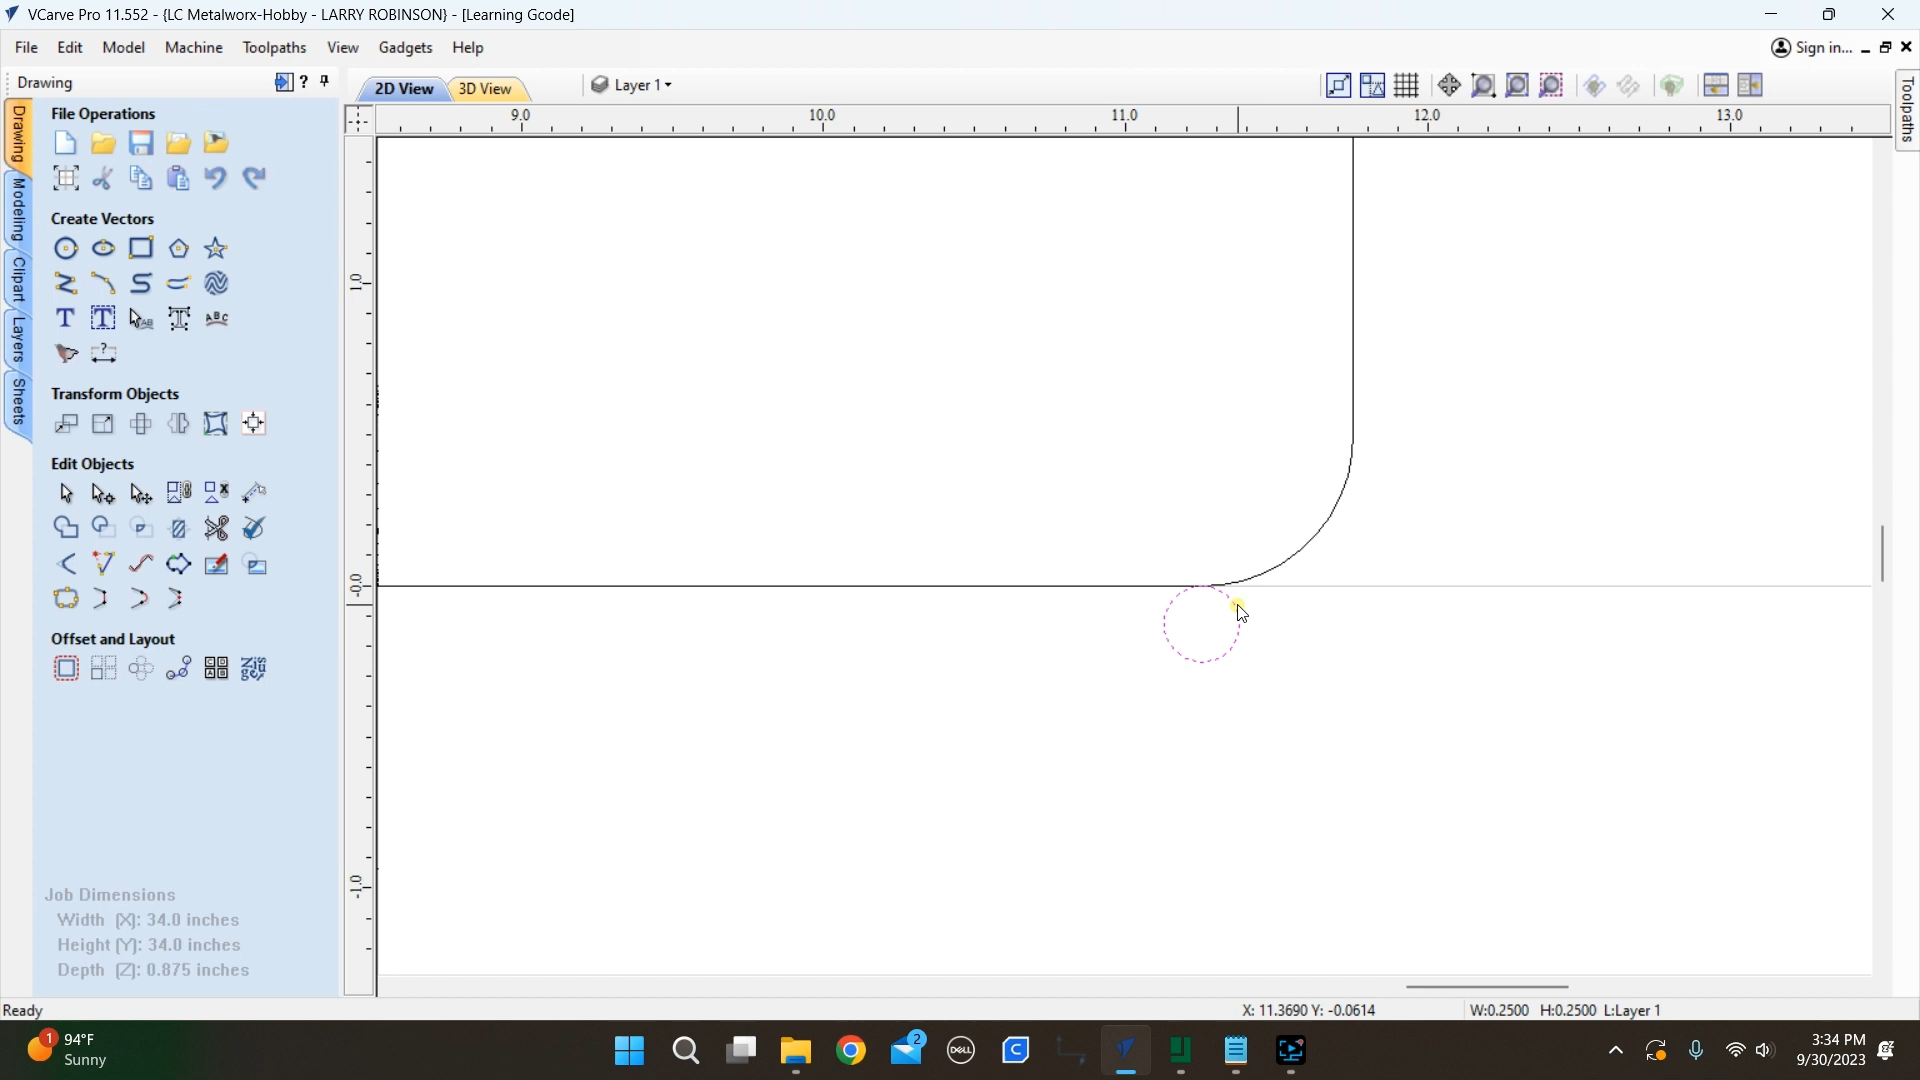 VCarve Pro 11.552 - {LC Metalworx-Hobby - LARRY ROBINSON} - [Learning Gcode]
File Edit Model Machine Toolpaths View Gadgets Help
Sign in...
Drawing
2D View 3D View Layer 1
Drawing
Modeling
Clipart
Layers
Sheets
Toolpaths
File Operations
Create Vectors
Transform Objects
Edit Objects
Offset and Layout
9.0 10.0 11.0 12.0 13.0
1.0
-0.0
-1.0
Job Dimensions
Width (X): 34.0 inches
Height (Y): 34.0 inches
Depth (Z): 0.875 inches
Ready
X: 11.3690 Y: -0.0614
W:0.2500 H:0.2500 L:Layer 1
1
94°F
Sunny
2
DELL
3:34 PM
9/30/2023